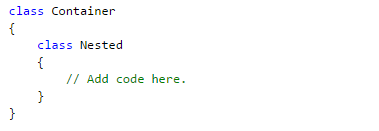 class Container
{
    class Nested
    {
        // Add code here.
    }
}